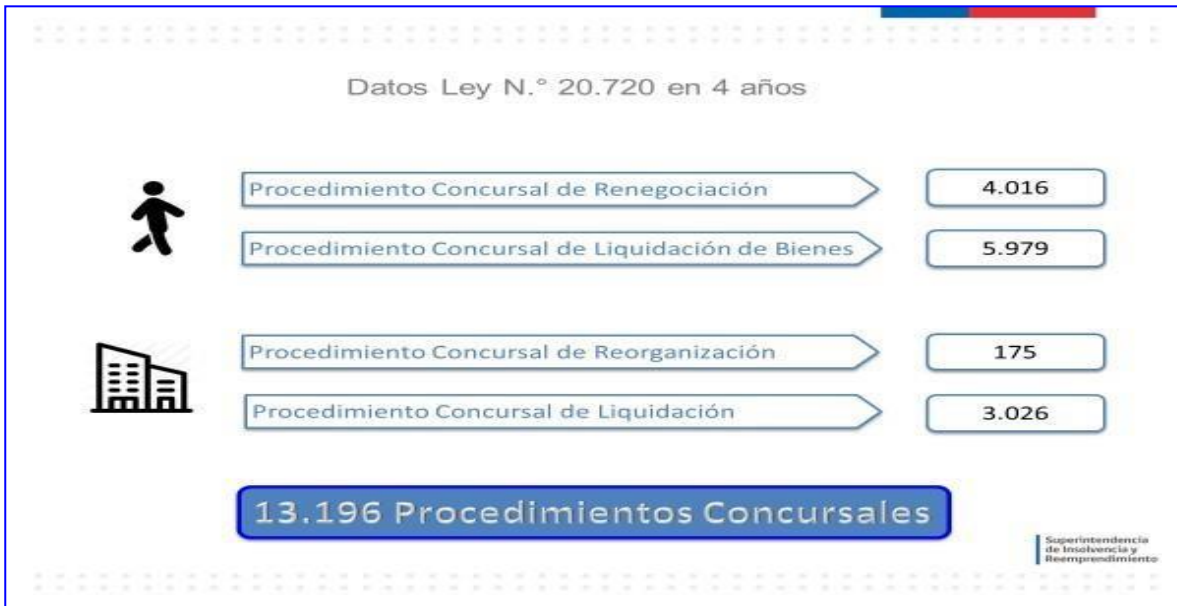 Datos Ley N.° 20.720 en 4 años
Procedimiento Concursal de Renegociación
4.016
Procedimiento Concursal de Liquidación de Bienes
5.979
Procedimiento Concursal de Reorganización
175
Procedimiento Concursal de Liquidación
3.026
13.196 Procedimientos Concursales
Superintendencia
de Insolvencia y
Reemprendimiento